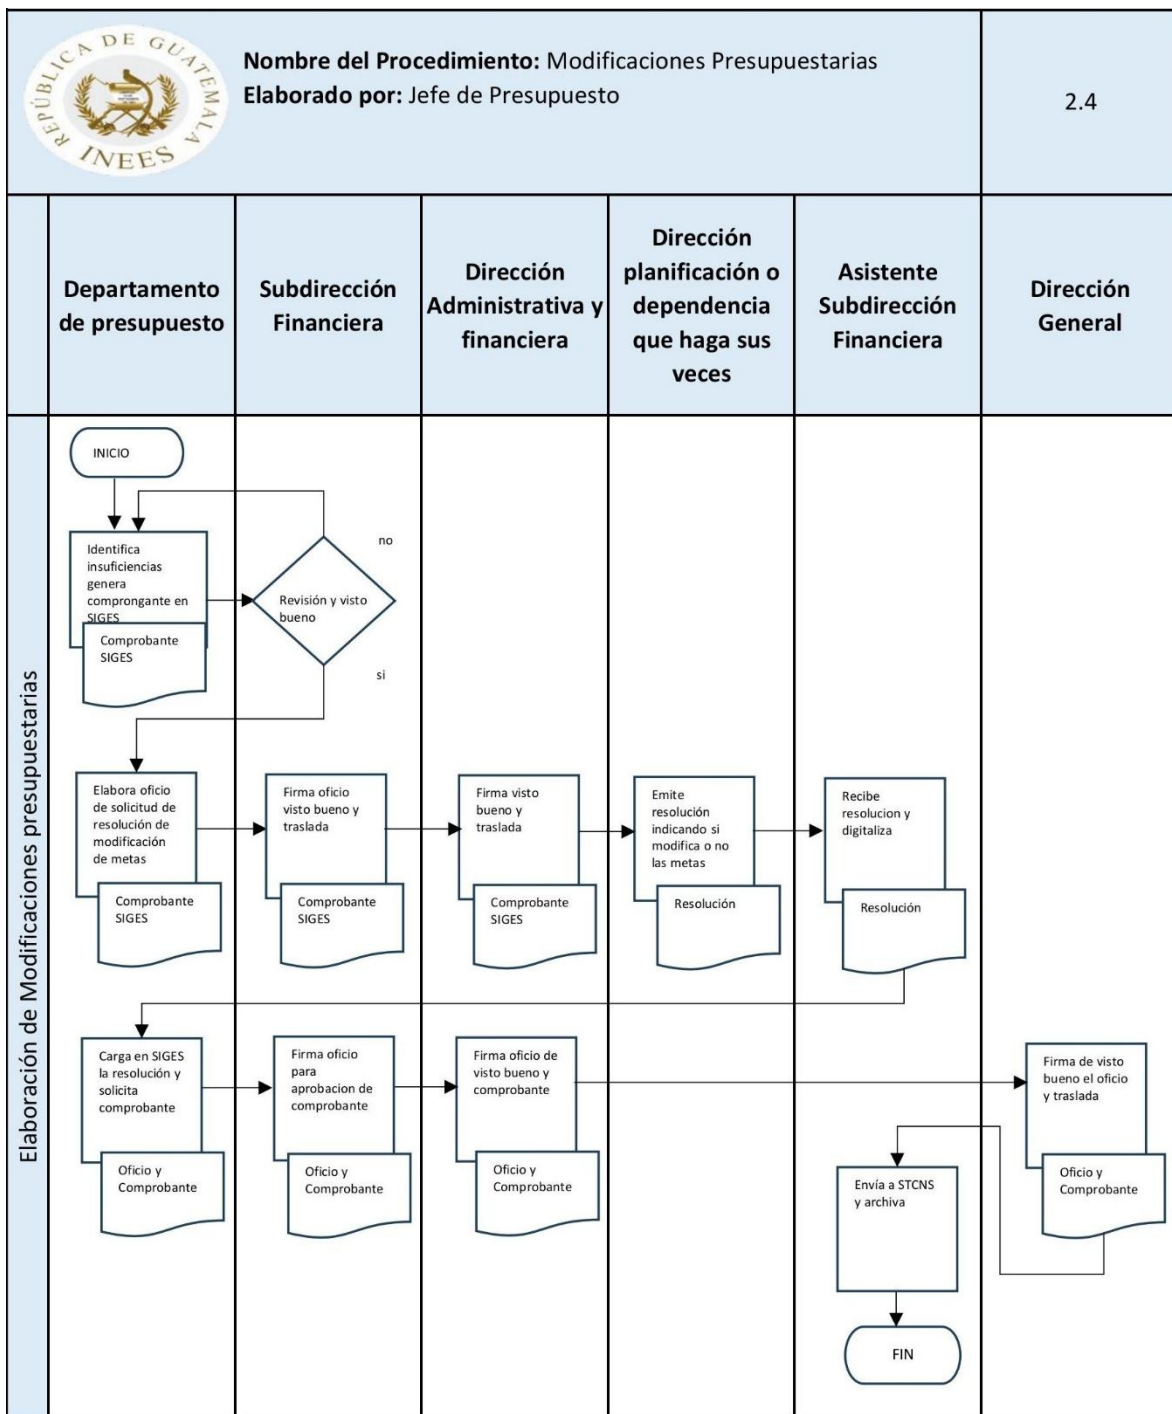 REPÚBLICA DE GUATEMALA
INEES
Nombre del Procedimiento: Modificaciones Presupuestarias
Elaborado por: Jefe de Presupuesto
2.4
Departamento
de presupuesto
Subdirección
Financiera
Dirección
Administrativa y
financiera
Dirección
planificación o
dependencia
que haga sus
veces
Asistente
Subdirección
Financiera
Dirección
General
Elaboración de Modificaciones presupuestarias
INICIO
Identifica
insuficiencias
genera
comprongante en
SIGES
Comprobante
SIGES
Revisión y visto
bueno
no
si
Elabora oficio
de solicitud de
resolución de
modificación
de metas
Comprobante
SIGES
Firma oficio
visto bueno y
traslada
Comprobante
SIGES
Firma visto
bueno y
traslada
Comprobante
SIGES
Emite
resolución
indicando si
modifica o no
las metas
Resolución
Recibe
resolucion y
digitaliza
Resolución
Carga en SIGES
la resolución y
solicita
comprobante
Oficio y
Comprobante
Firma oficio
para
aprobacion de
comprobante
Oficio y
Comprobante
Firma oficio de
visto bueno y
comprobante
Oficio y
Comprobante
Firma de visto
bueno el oficio
y traslada
Oficio y
Comprobante
Envía a STCNS
y archiva
FIN